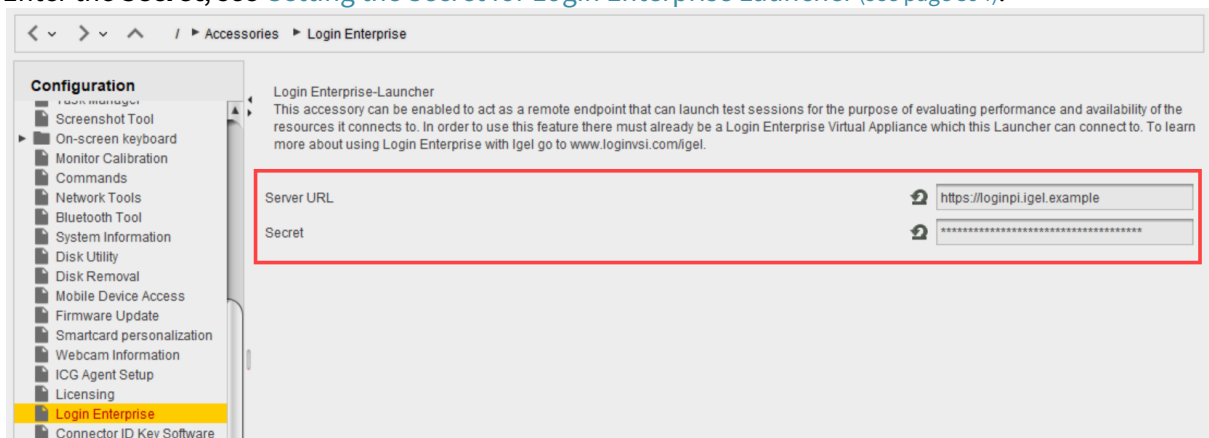 / Accessories Login Enterprise
Configuration
Task Manager
Screenshot Tool
On-screen keyboard
Monitor Calibration
Commands
Network Tools
Bluetooth Tool
System Information
Disk Utility
Disk Removal
Mobile Device Access
Firmware Update
Smartcard personalization
Webcam Information
ICG Agent Setup
Licensing
Login Enterprise
Connector ID Key Software
Login Enterprise-Launcher
This accessory can be enabled to act as a remote endpoint that can launch test sessions for the purpose of evaluating performance and availability of the
resources it connects to. In order to use this feature there must already be a Login Enterprise Virtual Appliance which this Launcher can connect to. To learn
more about using Login Enterprise with Igel go to www.loginvsi.com/igel.
Server URL https://loginpi.igel.example
Secret ************************************